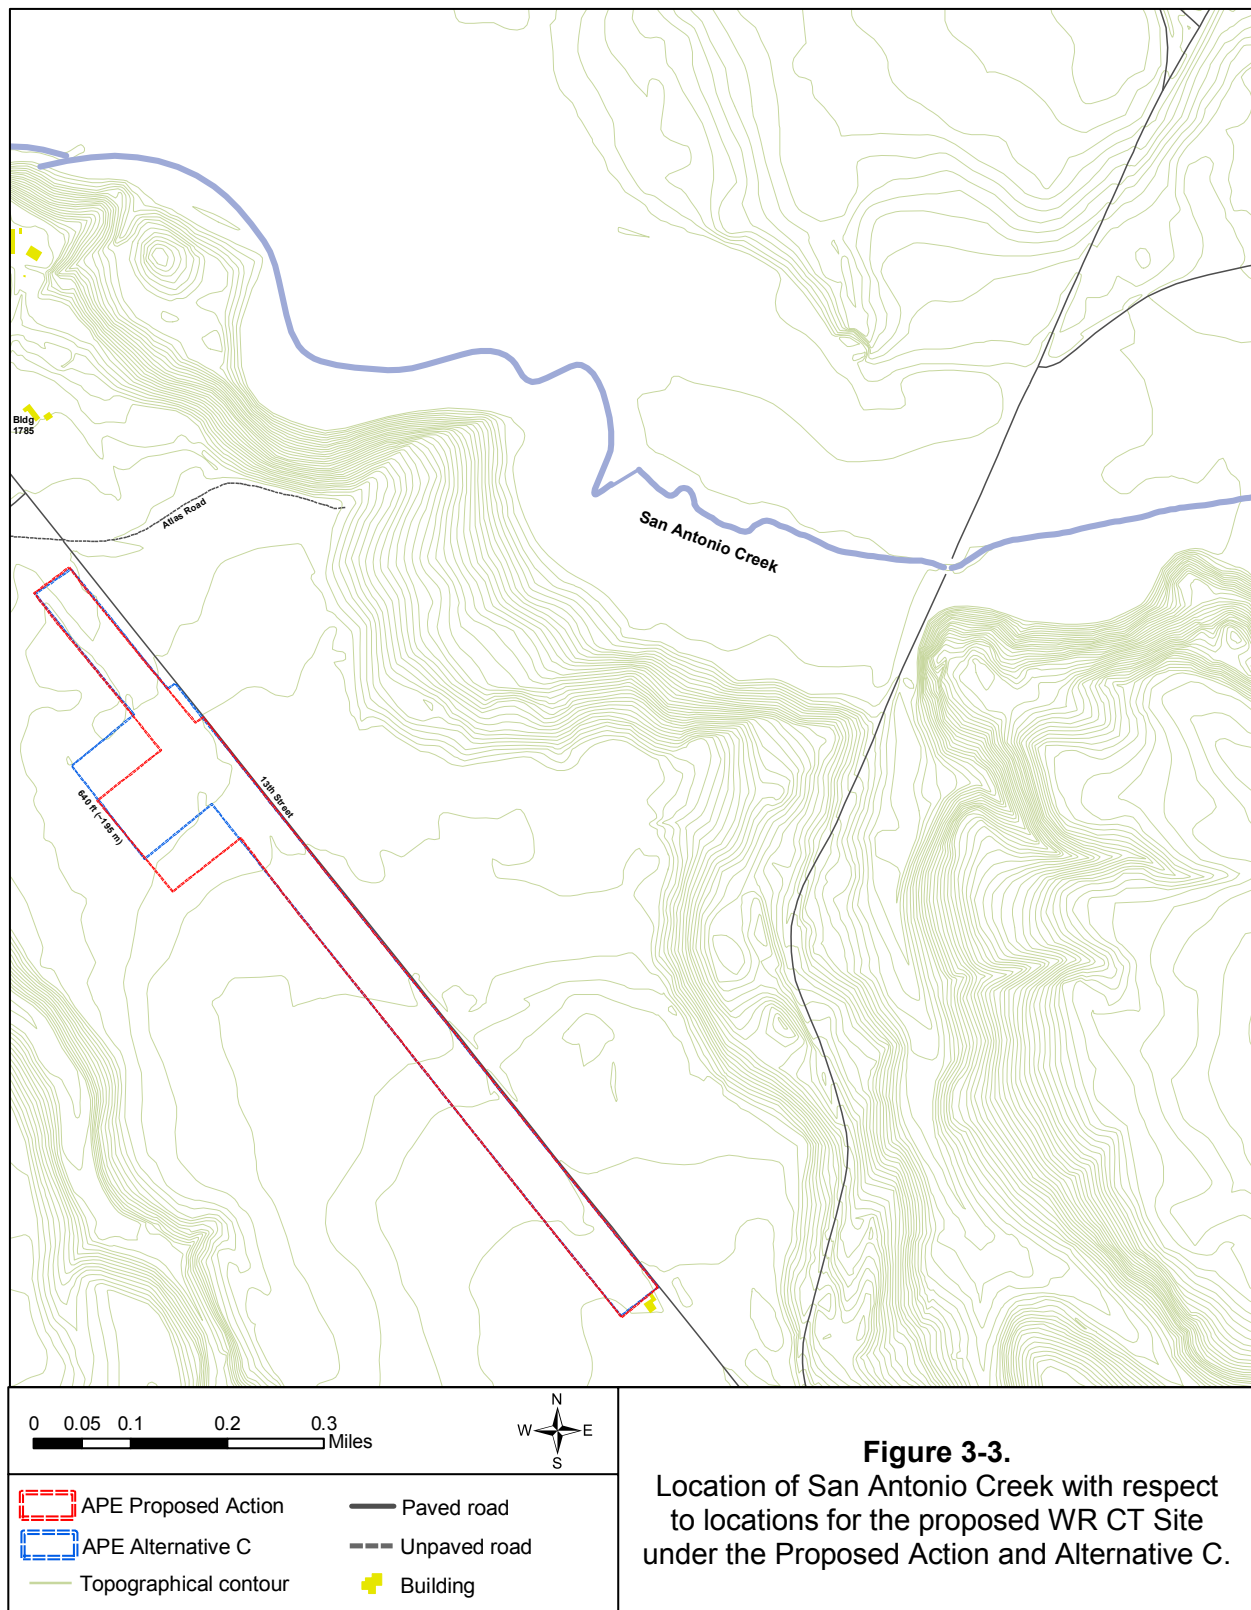 Bldg
1785
Atlas Road
San Antonio Creek
13th Street
640 ft (~195 m)
0 0.05 0.1 0.2 0.3
Miles
N
W E
S
APE Proposed Action
Paved road
APE Alternative C
Unpaved road
Topographical contour
Building
Figure 3-3.
Location of San Antonio Creek with respect
to locations for the proposed WR CT Site
under the Proposed Action and Alternative C.